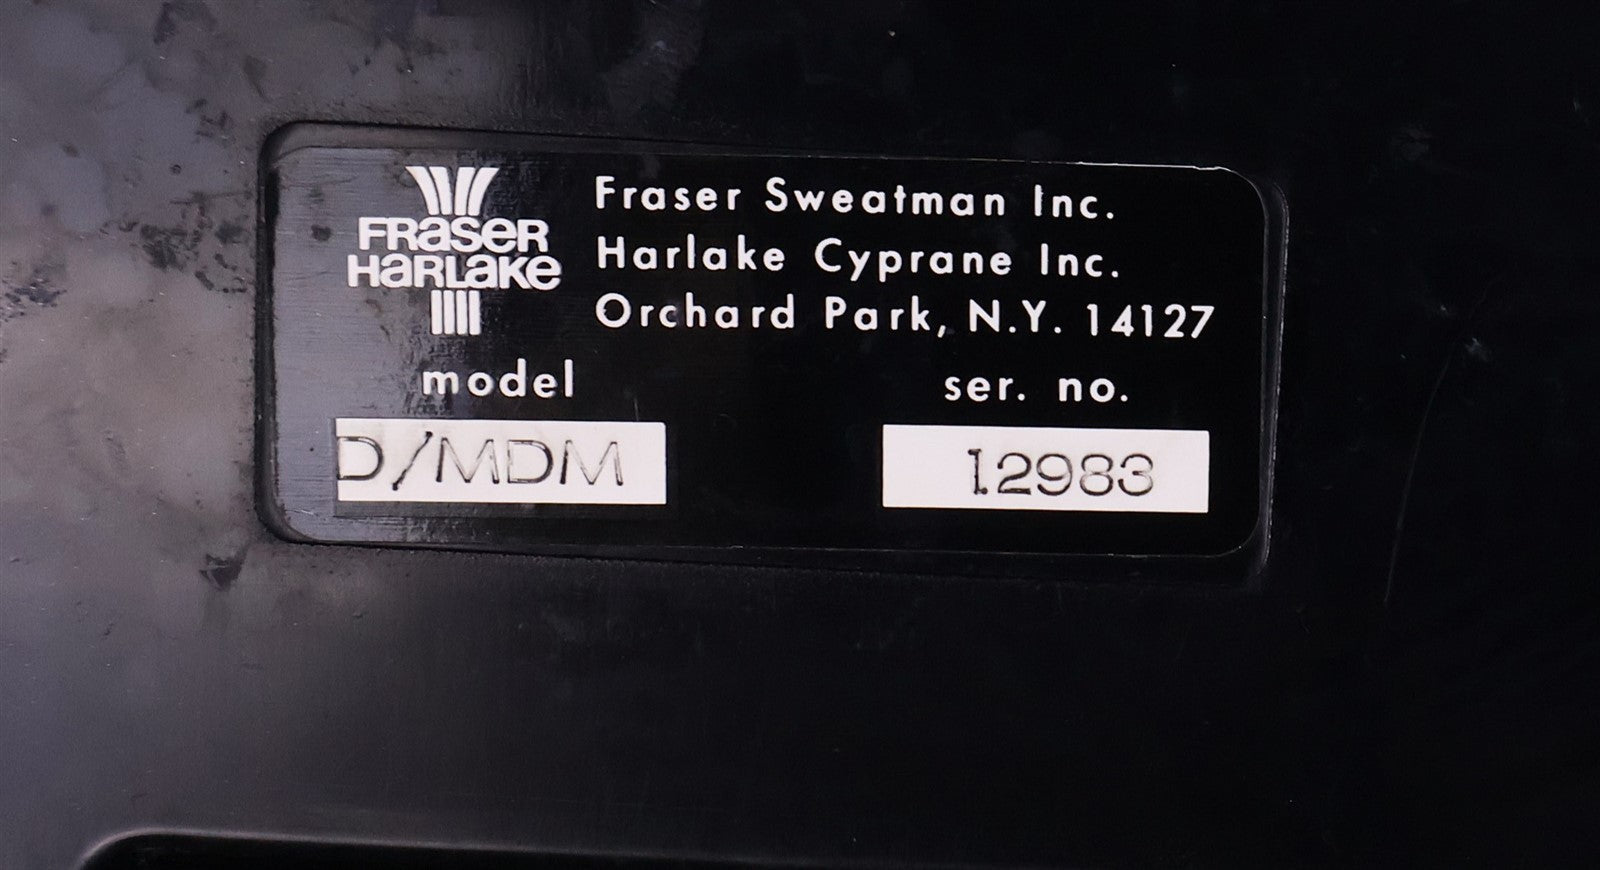 FRASER
HARLAKE
Fraser Sweatman Inc.
Harlake Cyprane Inc.
Orchard Park, N.Y. 14127
model
ser. no.
D/MDM
12983